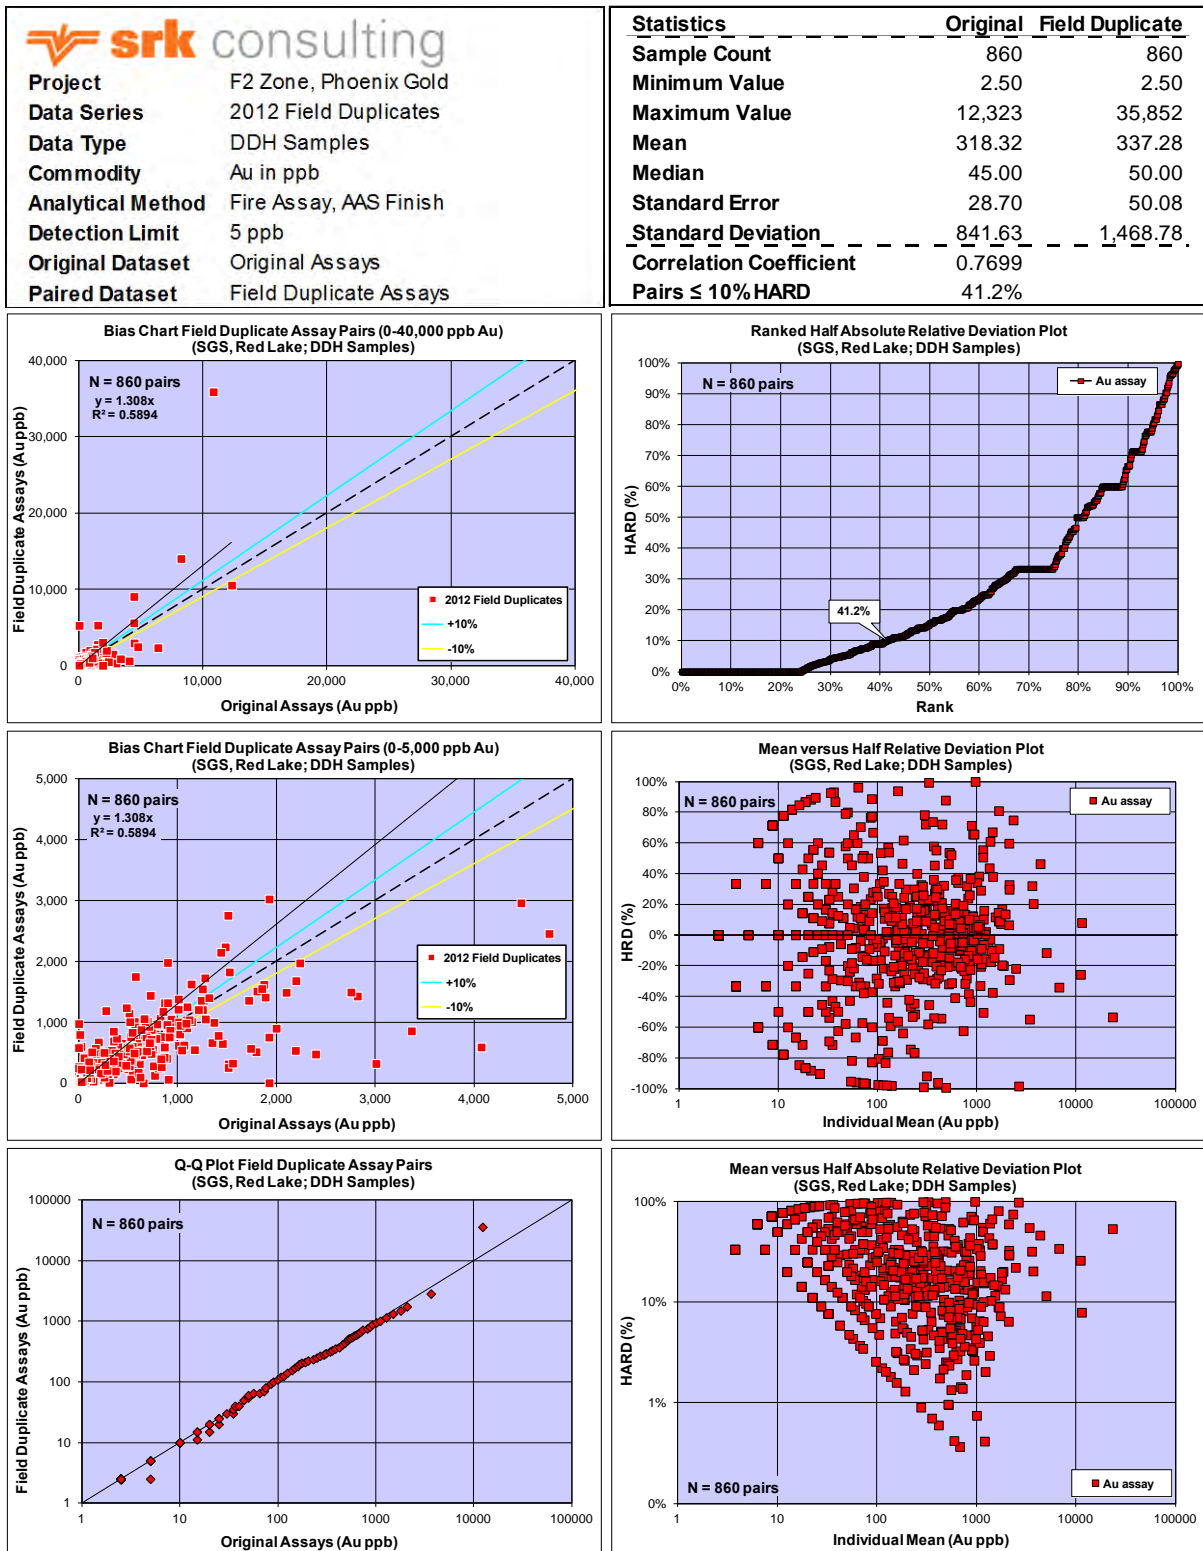 srk consulting
Project F2 Zone, Phoenix Gold
Data Series 2012 Field Duplicates
Data Type DDH Samples
Commodity Au in ppb
Analytical Method Fire Assay, AAS Finish
Detection Limit 5 ppb
Original Dataset Original Assays
Paired Dataset Field Duplicate Assays
Statistics Original Field Duplicate
Sample Count 860 860
Minimum Value 2.50 2.50
Maximum Value 12,323 35,852
Mean 318.32 337.28
Median 45.00 50.00
Standard Error 28.70 50.08
Standard Deviation 841.63 1,468.78
Correlation Coefficient 0.7699
Pairs ≤ 10% HARD 41.2%
Bias Chart Field Duplicate Assay Pairs (0-40,000 ppb Au)
(SGS, Red Lake; DDH Samples)
40,000
30,000
20,000
10,000
0
Field Duplicate Assays (Au ppb)
N = 860 pairs
y = 1.308x
R² = 0.5894
2012 Field Duplicates
+10%
-10%
0 10,000 20,000 30,000 40,000
Original Assays (Au ppb)
Ranked Half Absolute Relative Deviation Plot
(SGS, Red Lake; DDH Samples)
100%
90%
80%
70%
60%
50%
40%
30%
20%
10%
0%
HARD (%)
N = 860 pairs
Au assay
41.2%
0% 10% 20% 30% 40% 50% 60% 70% 80% 90% 100%
Rank
Bias Chart Field Duplicate Assay Pairs (0-5,000 ppb Au)
(SGS, Red Lake; DDH Samples)
5,000
4,000
3,000
2,000
1,000
0
Field Duplicate Assays (Au ppb)
N = 860 pairs
y = 1.308x
R² = 0.5894
2012 Field Duplicates
+10%
-10%
0 1,000 2,000 3,000 4,000 5,000
Original Assays (Au ppb)
Mean versus Half Relative Deviation Plot
(SGS, Red Lake; DDH Samples)
100%
80%
60%
40%
20%
0%
-20%
-40%
-60%
-80%
-100%
HRD (%)
N = 860 pairs
Au assay
1 10 100 1000 10000 100000
Individual Mean (Au ppb)
Q-Q Plot Field Duplicate Assay Pairs
(SGS, Red Lake; DDH Samples)
100000
10000
1000
100
10
1
Field Duplicate Assays (Au ppb)
N = 860 pairs
1 10 100 1000 10000 100000
Original Assays (Au ppb)
Mean versus Half Absolute Relative Deviation Plot
(SGS, Red Lake; DDH Samples)
100%
10%
1%
0%
HARD (%)
N = 860 pairs
Au assay
1 10 100 1000 10000 100000
Individual Mean (Au ppb)